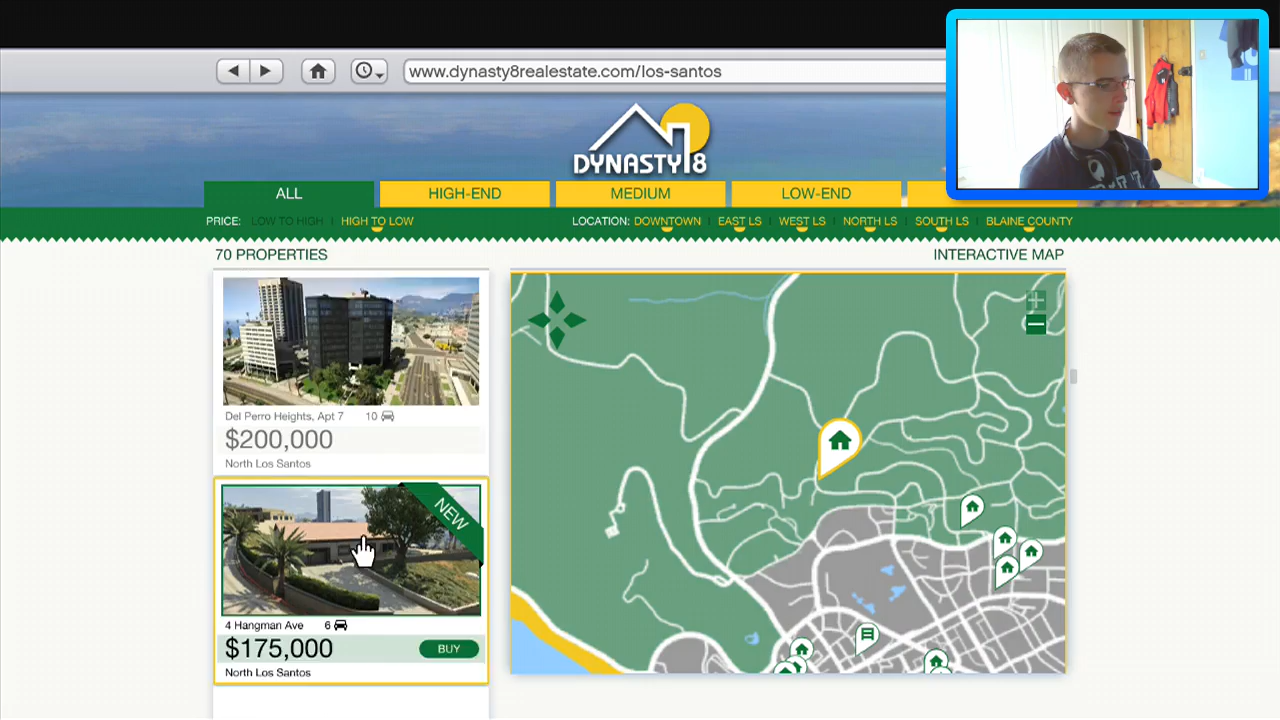 www.dynasty8realestate.com/los-santos
DYNASTY 8
ALL HIGH-END MEDIUM LOW-END
PRICE: LOW TO HIGH | HIGH TO LOW LOCATION: DOWNTOWN | EAST LS | WEST LS | NORTH LS | SOUTH LS | BLAINE COUNTY
70 PROPERTIES INTERACTIVE MAP
Del Perro Heights, Apt 7 10
$200,000
North Los Santos
NEW
4 Hangman Ave 6
$175,000 BUY
North Los Santos